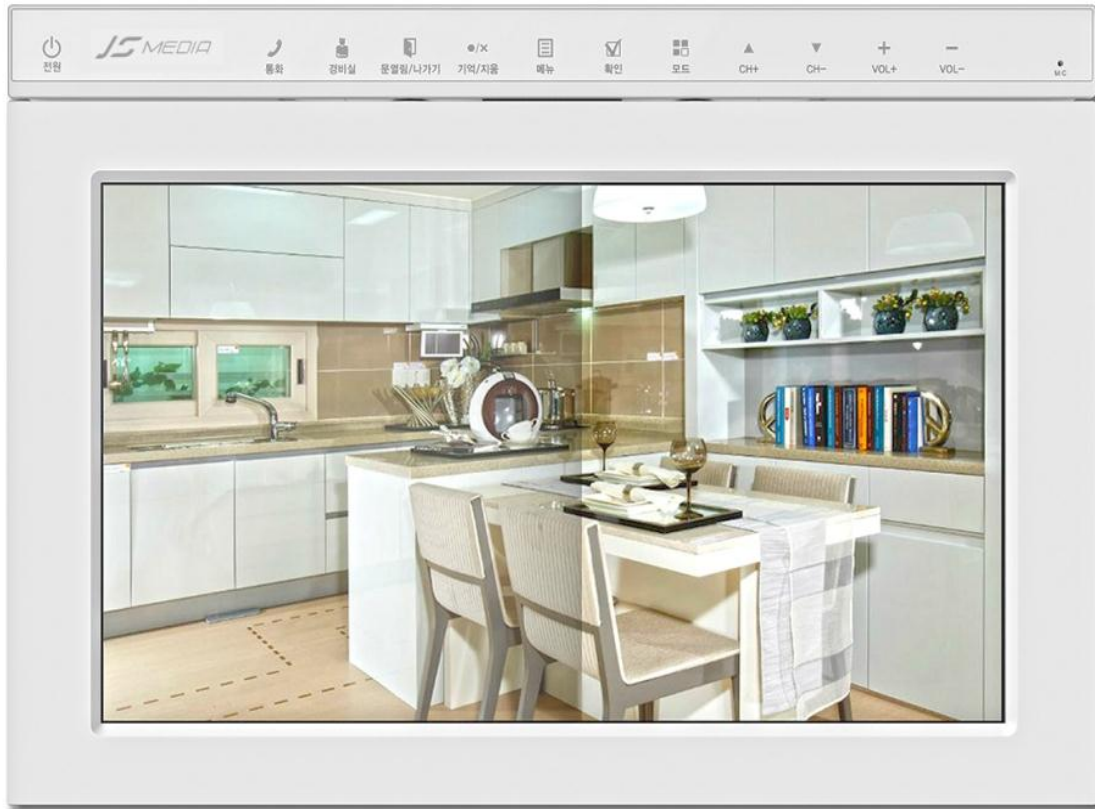 전원
JS MEDIA
통화
경비실
문열림/나가기
●/× 기억/지움
메뉴
확인
모드
CH+
CH-
VOL+
VOL-
MIC